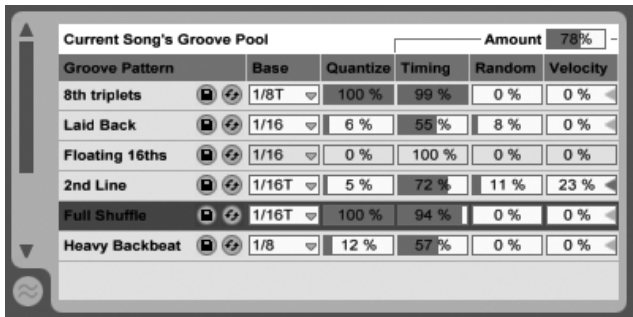 Current Song's Groove Pool Amount 78%
Groove Pattern Base Quantize Timing Random Velocity
8th triplets 1/8T 100 % 99 % 0 % 0 %
Laid Back 1/16 6 % 55 % 8 % 0 %
Floating 16ths 1/16 0 % 100 % 0 % 0 %
2nd Line 1/16T 5 % 72 % 11 % 23 %
Full Shuffle 1/16T 100 % 94 % 0 % 0 %
Heavy Backbeat 1/8 12 % 57 % 0 % 0 %